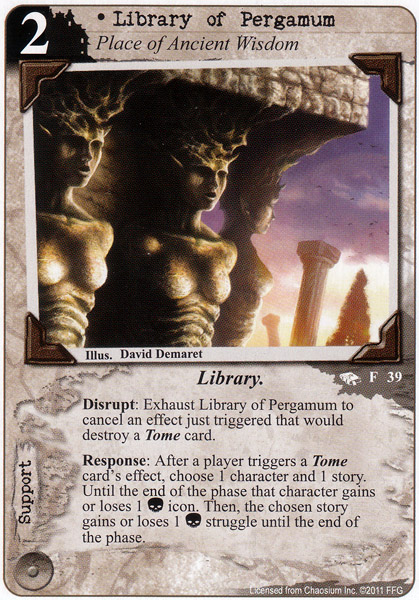 2
• Library of Pergamum
Place of Ancient Wisdom
Illus. David Demaret
Library.
F 39
Disrupt: Exhaust Library of Pergamum to
cancel an effect just triggered that would
destroy a Tome card.
Response: After a player triggers a Tome
card's effect, choose 1 character and 1 story.
Until the end of the phase that character gains
or loses 1 icon. Then, the chosen story
gains or loses 1 struggle until the end of
the phase.
Support
Licensed from Chaosium Inc. ©2011 FFG